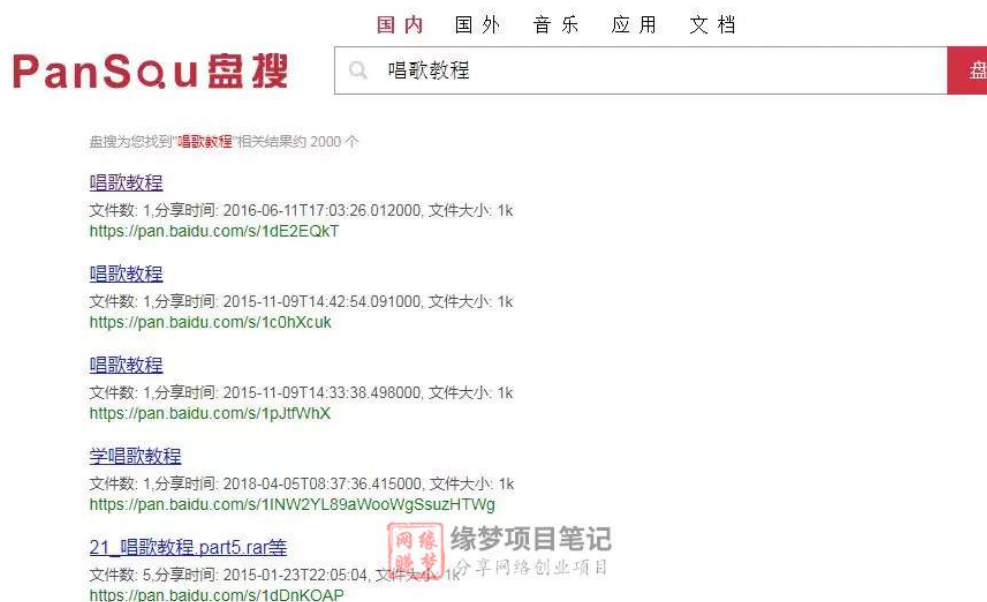 国内 国外 音乐 应用 文档
PanSou盘搜 唱歌教程 盘
盘搜为您找到"唱歌教程"相关结果约 2000 个
唱歌教程
文件数: 1,分享时间: 2016-06-11T17:03:26.012000, 文件大小: 1k
https://pan.baidu.com/s/1dE2EQkT
唱歌教程
文件数: 1,分享时间: 2015-11-09T14:42:54.091000, 文件大小: 1k
https://pan.baidu.com/s/1c0hXcuk
唱歌教程
文件数: 1,分享时间: 2015-11-09T14:33:38.498000, 文件大小: 1k
https://pan.baidu.com/s/1pJtfWhX
学唱歌教程
文件数: 1,分享时间: 2018-04-05T08:37:36.415000, 文件大小: 1k
https://pan.baidu.com/s/1INW2YL89aWooWgSsuzHTWg
21_唱歌教程.part5.rar等
文件数: 5,分享时间: 2015-01-23T22:05:04, 文件大小: 1k
https://pan.baidu.com/s/1dDnKOAP
网缘
晓梦
缘梦项目笔记
分享网络创业项目